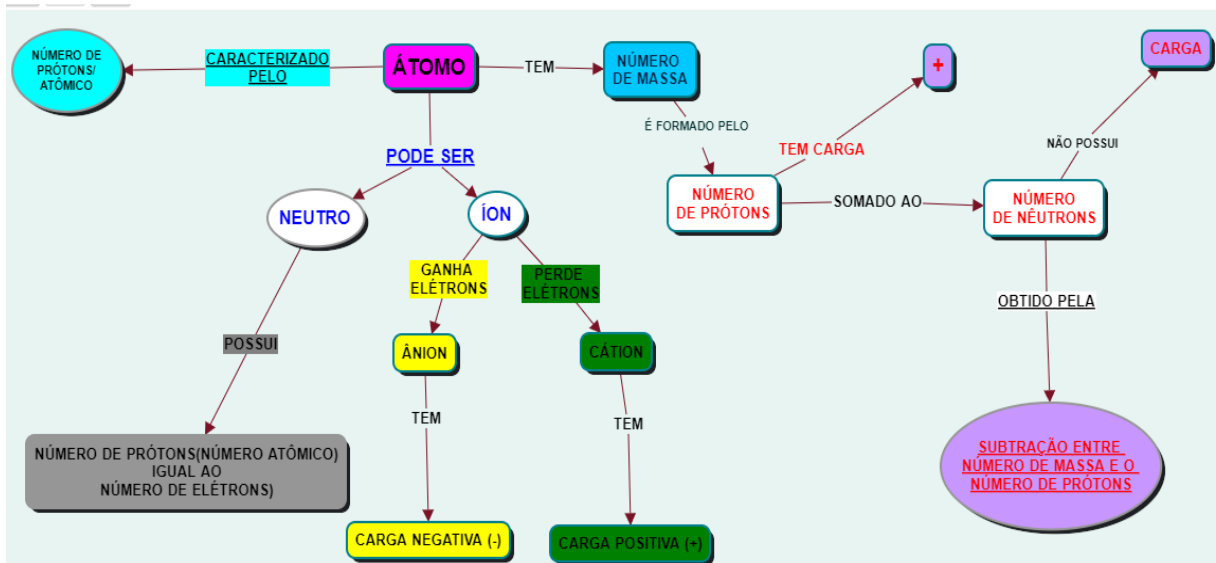 NÚMERO DE
PRÓTONS/
ATÔMICO
CARACTERIZADO
PELO
ÁTOMO
TEM
NÚMERO
DE MASSA
+
CARGA
É FORMADO PELO
TEM CARGA
NÃO POSSUI
PODE SER
NÚMERO
DE PRÓTONS
SOMADO AO
NÚMERO
DE NÊUTRONS
NEUTRO
ÍON
GANHA
ELÉTRONS
PERDE
ELÉTRONS
OBTIDO PELA
POSSUI
ÂNION
CÁTION
TEM
TEM
NÚMERO DE PRÓTONS(NÚMERO ATÔMICO)
IGUAL AO
NÚMERO DE ELÉTRONS)
SUBTRAÇÃO ENTRE
NÚMERO DE MASSA E O
NÚMERO DE PRÓTONS
CARGA NEGATIVA (-)
CARGA POSITIVA (+)